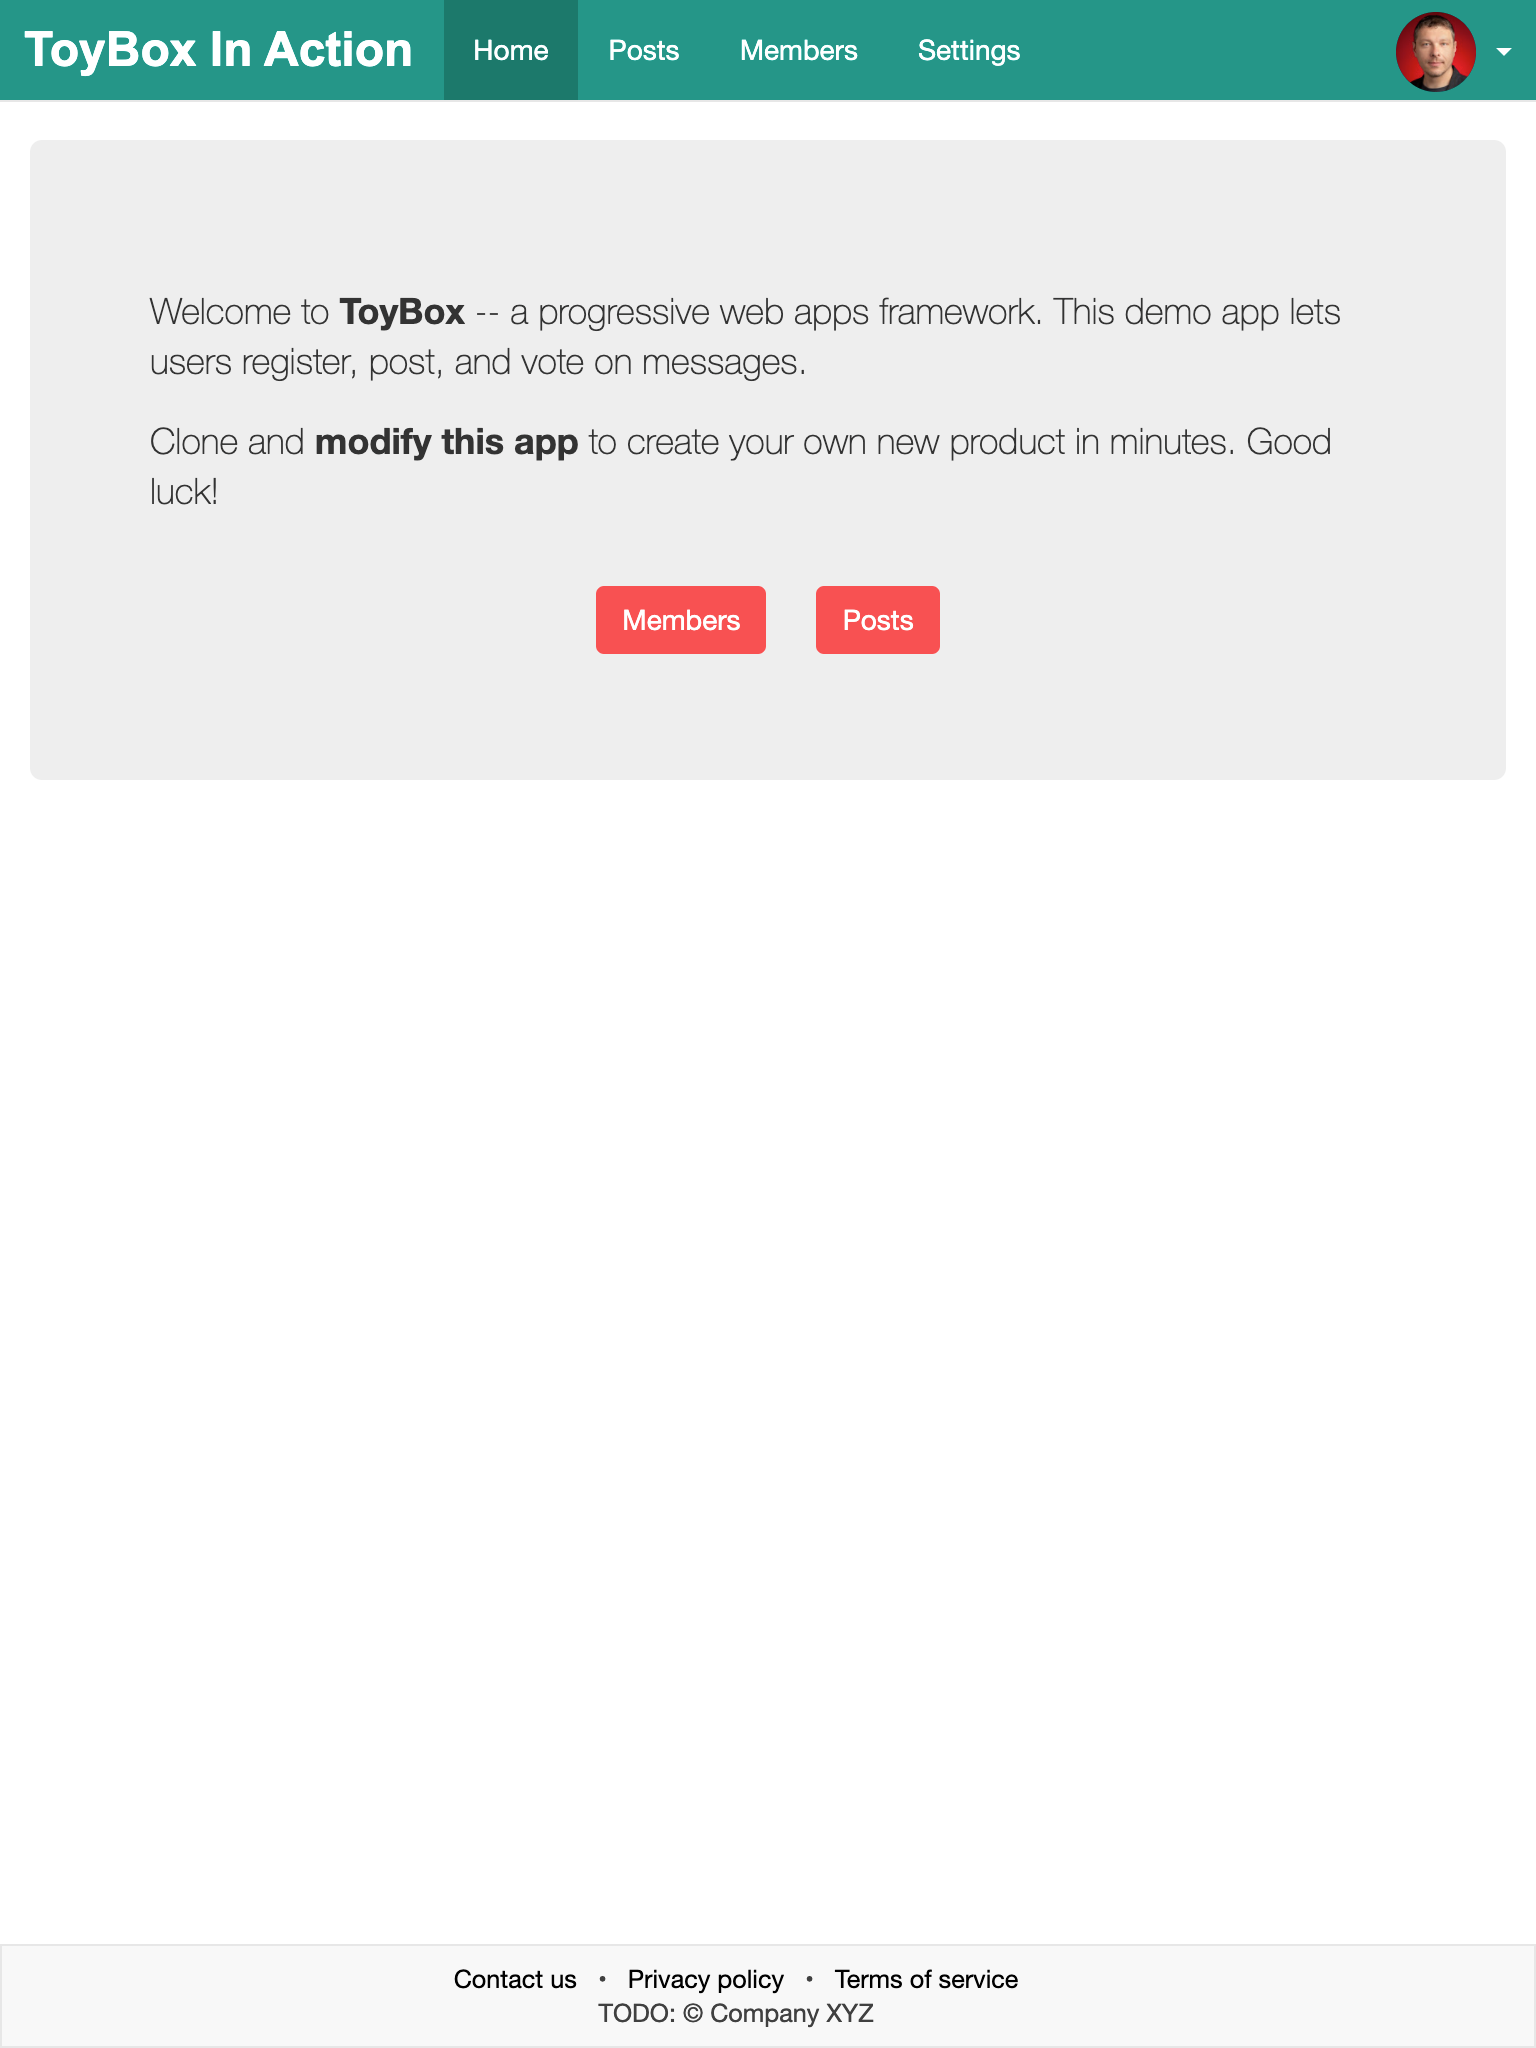 ToyBox In Action Home Posts Members Settings
Welcome to ToyBox -- a progressive web apps framework. This demo app lets
users register, post, and vote on messages.
Clone and modify this app to create your own new product in minutes. Good
luck!
Members Posts
Contact us • Privacy policy • Terms of service
TODO: © Company XYZ